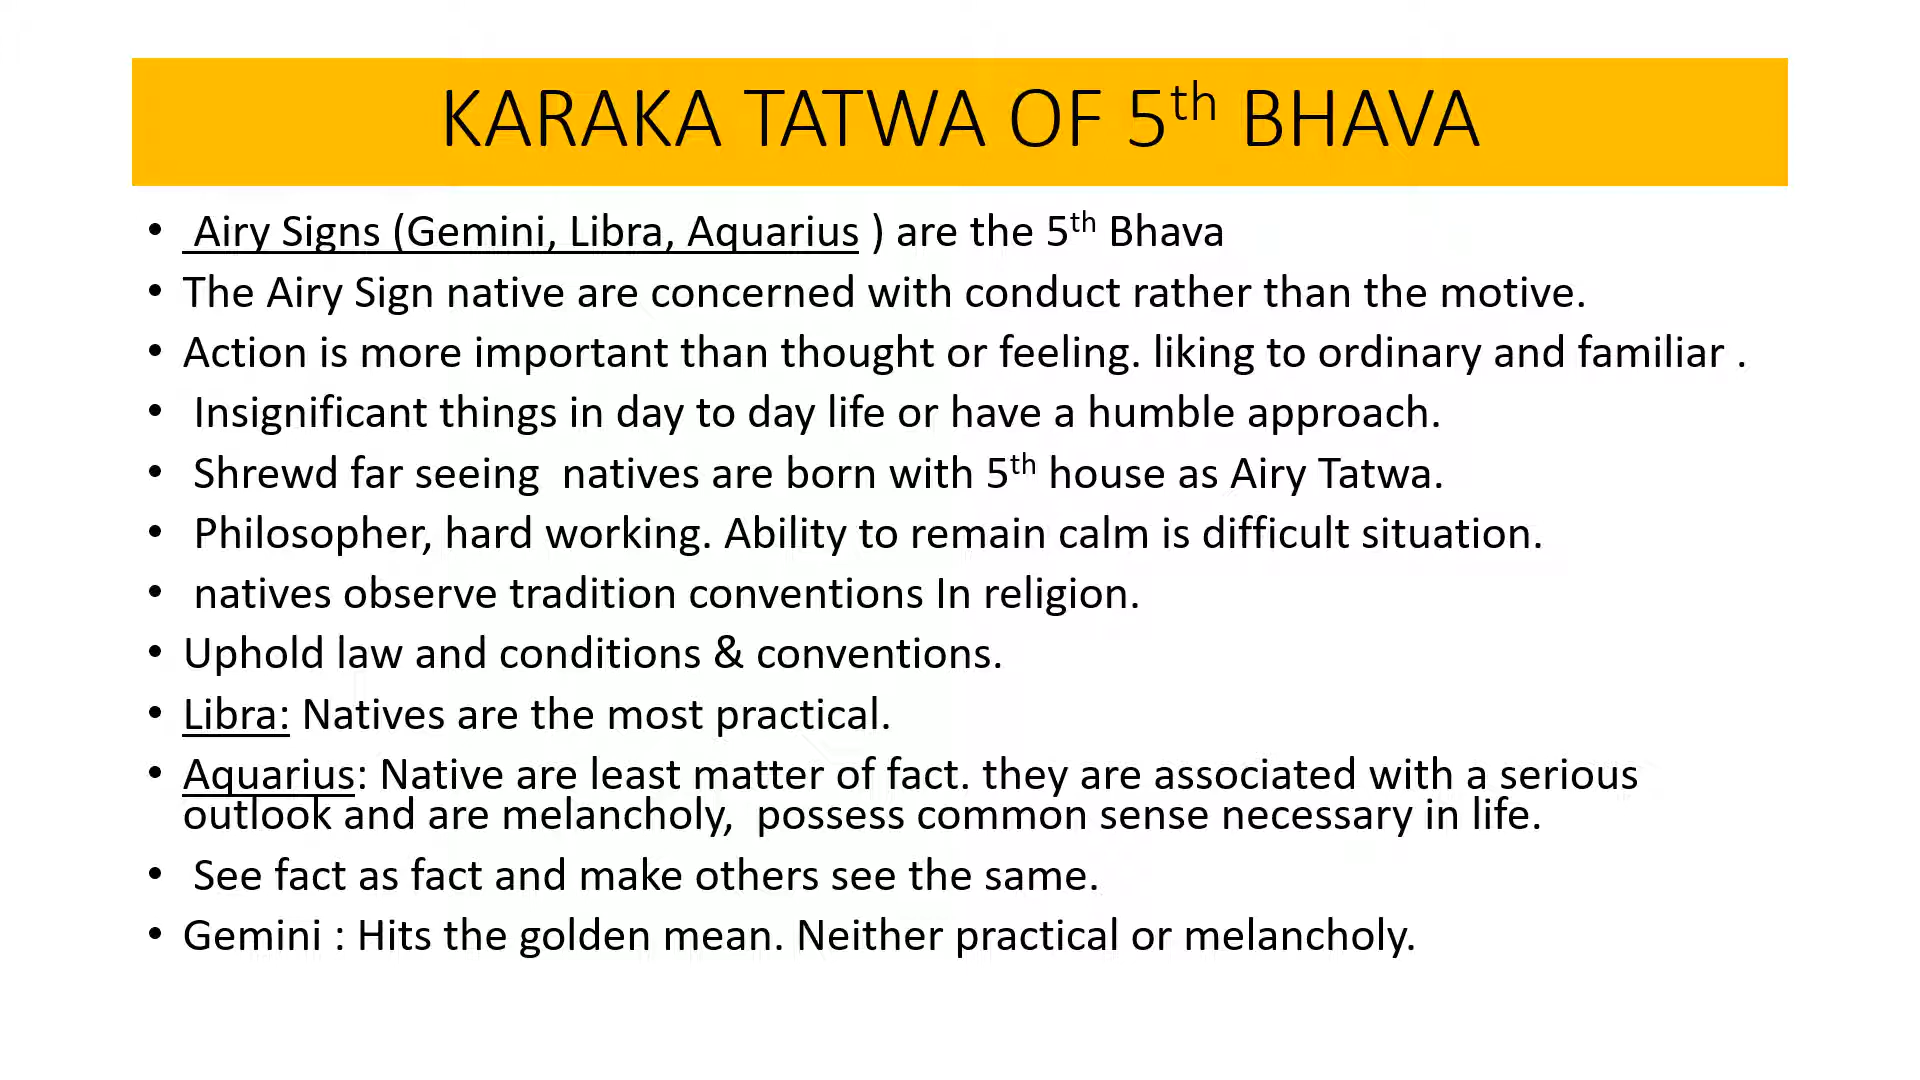 KARAKA TATWA OF 5th BHAVA
• Airy Signs (Gemini, Libra, Aquarius ) are the 5th Bhava
• The Airy Sign native are concerned with conduct rather than the motive.
• Action is more important than thought or feeling. liking to ordinary and familiar .
• Insignificant things in day to day life or have a humble approach.
• Shrewd far seeing  natives are born with 5th house as Airy Tatwa.
• Philosopher, hard working. Ability to remain calm is difficult situation.
• natives observe tradition conventions In religion.
• Uphold law and conditions & conventions.
• Libra: Natives are the most practical.
• Aquarius: Native are least matter of fact. they are associated with a serious
outlook and are melancholy,  possess common sense necessary in life.
• See fact as fact and make others see the same.
• Gemini : Hits the golden mean. Neither practical or melancholy.